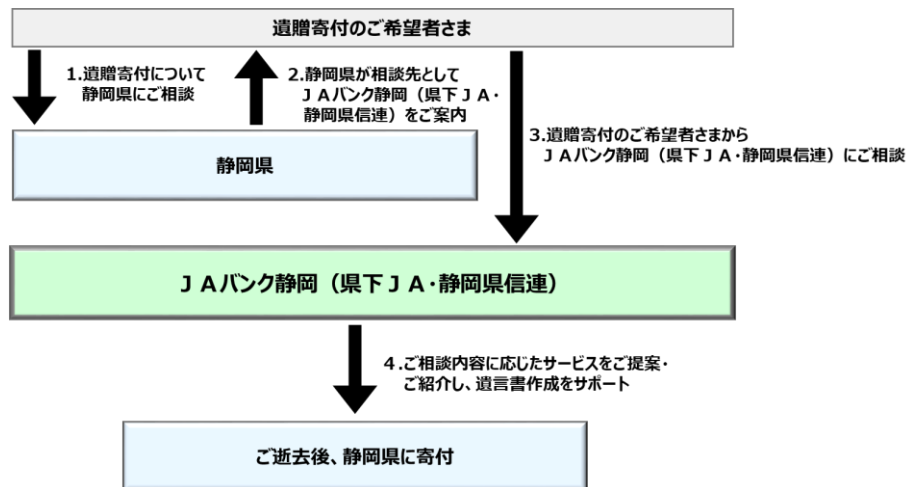 遺贈寄付のご希望者さま
1.遺贈寄付について
静岡県にご相談
2.静岡県が相談先として
ＪＡバンク静岡（県下ＪＡ・
静岡県信連）をご案内
静岡県
3.遺贈寄付のご希望者さまから
ＪＡバンク静岡（県下ＪＡ・静岡県信連）にご相談
ＪＡバンク静岡（県下ＪＡ・静岡県信連）
４.ご相談内容に応じたサービスをご提案・
ご紹介し、遺言書作成をサポート
ご逝去後、静岡県に寄付